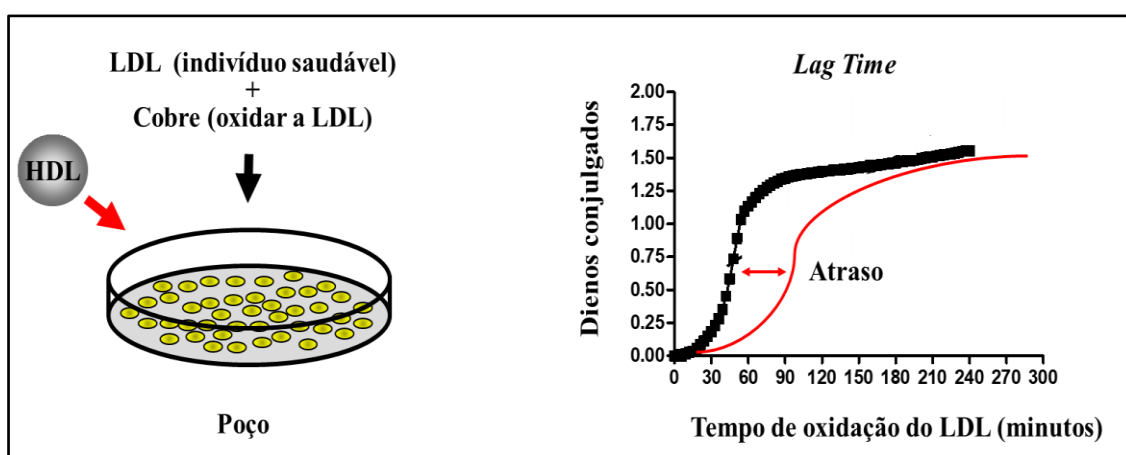 LDL (indivíduo saudável)
+
Cobre (oxidar a LDL)
HDL
Poço
Lag Time
Dienos conjulgados
2.00
1.75
1.50
1.25
1.00
0.75
0.50
0.25
0.00
Atraso
0 30 60 90 120 150 180 210 240 270 300
Tempo de oxidação do LDL (minutos)